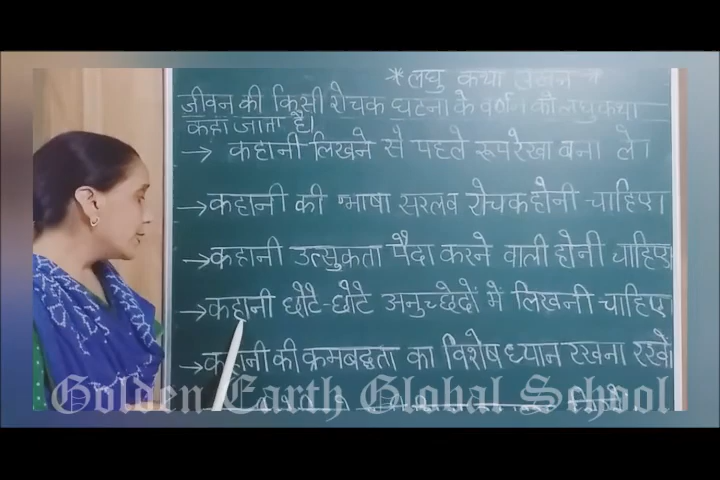 *लघु कथा लेखन
जीवन की किसी रोचक घटना के वर्णन को लघु कथा
कहा जाता है।
→ कहानी लिखने से पहले रूपरेखा बना ले।
→ कहानी की भाषा सरल व रोचक होनी चाहिए।
→ कहानी उत्सुकता पैदा करने वाली होनी चाहिए
→ कहानी छोटे-छोटे अनुच्छेदों में लिखनी चाहिए
→ कहानी की क्रमबद्धता का विशेष ध्यान रखना रखें।
Golden Earth Global School